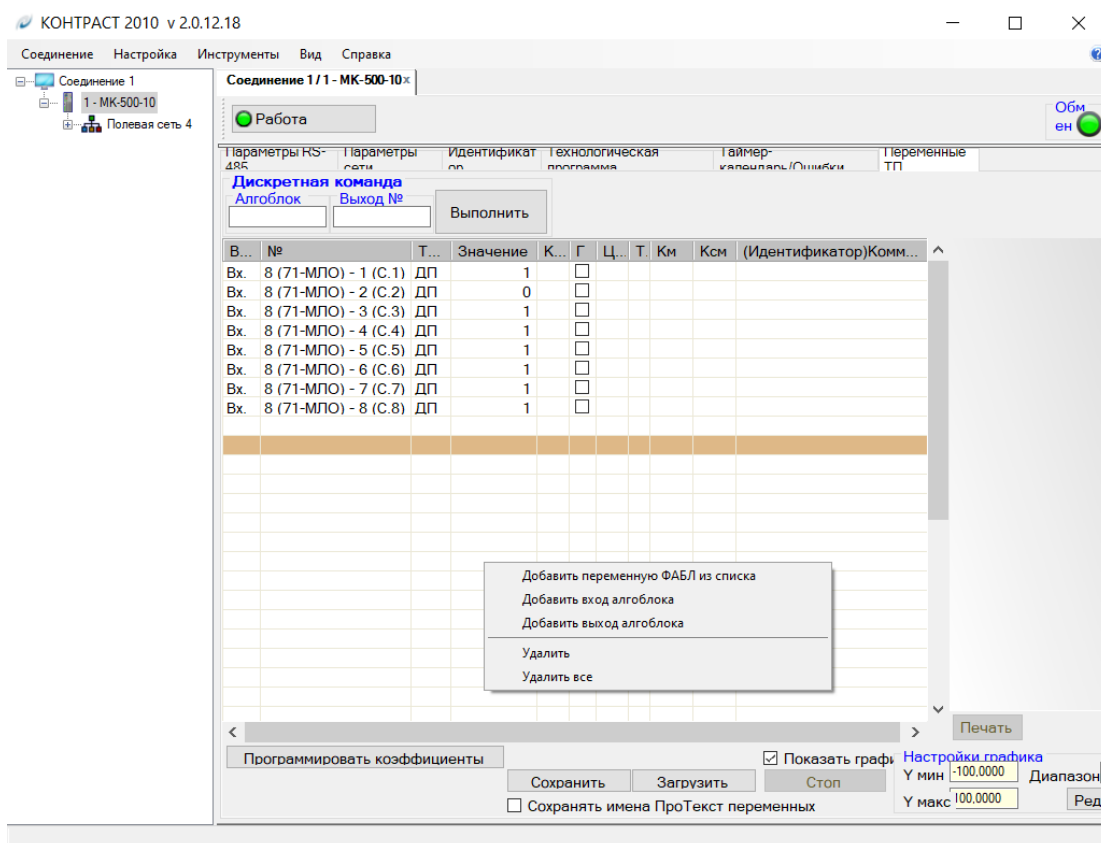 КОНТРАСТ 2010 v 2.0.12.18
Соединение Настройка Инструменты Вид Справка
Соединение 1
1 - МК-500-10
Полевая сеть 4
Соединение 1 / 1 - МК-500-10 x
Работа
Обм
ен
Параметры RS- Параметры Идентификат Технологическая Таймер- Переменные
485 сети ор программа календарь/Ошибки ТП
Дискретная команда
Алгоблок Выход №
Выполнить
В... № Т... Значение К... Г Ц... Т. Км Ксм (Идентификатор)Комм...
Вх. 8 (71-МЛО) - 1 (С.1) ДП 1
Вх. 8 (71-МЛО) - 2 (С.2) ДП 0
Вх. 8 (71-МЛО) - 3 (С.3) ДП 1
Вх. 8 (71-МЛО) - 4 (С.4) ДП 1
Вх. 8 (71-МЛО) - 5 (С.5) ДП 1
Вх. 8 (71-МЛО) - 6 (С.6) ДП 1
Вх. 8 (71-МЛО) - 7 (С.7) ДП 1
Вх. 8 (71-МЛО) - 8 (С.8) ДП 1
Добавить переменную ФАБЛ из списка
Добавить вход алгоблока
Добавить выход алгоблока
Удалить
Удалить все
Печать
Программировать коэффициенты
Показать графи
Сохранить Загрузить Стоп
Сохранять имена ПроТекст переменных
Настройки графика
Y мин -100,0000 Диапазон
Y макс 100,0000 Ред